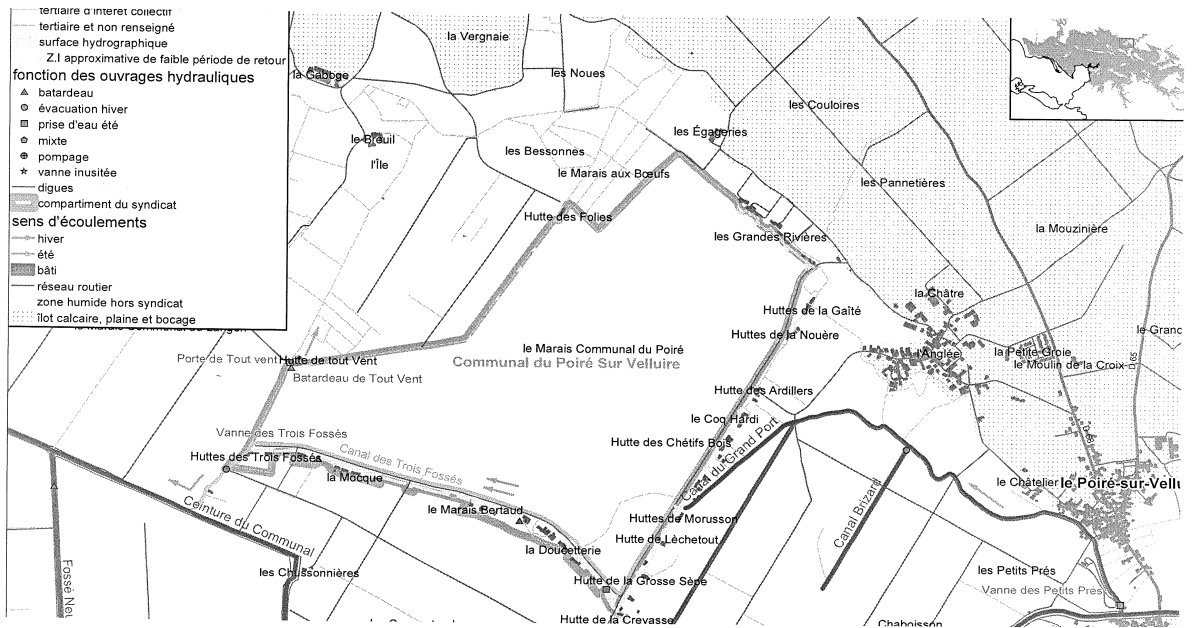 tertiaire d'intérêt collectif
tertiaire et non renseigné
surface hydrographique
Z.I approximative de faible période de retour
fonction des ouvrages hydrauliques
batardeau
évacuation hiver
prise d'eau été
mixte
pompage
vanne inusitée
digues
compartiment du syndicat
sens d'écoulements
hiver
été
bâti
réseau routier
zone humide hors syndicat
îlot calcaire, plaine et bocage
la Vergnaie
la Gaboge
les Noues
les Couloires
le Breuil
les Égageries
l'Île
les Bessonnes
le Marais aux Bœufs
les Pannetières
Hutte des Folies
la Mouzinière
les Grandes Rivières
la Châtre
Huttes de la Gaîté
Huttes de la Nouère
le Grand
le Marais Communal du Poiré
Communal du Poiré Sur Velluire
l'Anglée
la Petite Groie
le Moulin de la Croix
D 65
Porte de Tout vent
Hutte de tout Vent
Batardeau de Tout Vent
Hutte des Ardillers
le Coq Hardi
Vanne des Trois Fossés
Canal des Trois Fossés
Hutte des Chétifs Bois
Canal du Grand Port
Huttes des Trois Fossés
la Mocque
le Châtelier
le Poiré-sur-Vellu
Ceinture du Communal
le Marais Bertaud
Huttes de Morusson
Canal Brizard
la Doucetterie
Hutte de Lèchetout
les Chussonnières
Hutte de la Grosse Sèpe
les Petits Prés
Vanne des Petits Prés
Fossé Neu
Hutte de la Crevasse
Chaboisson